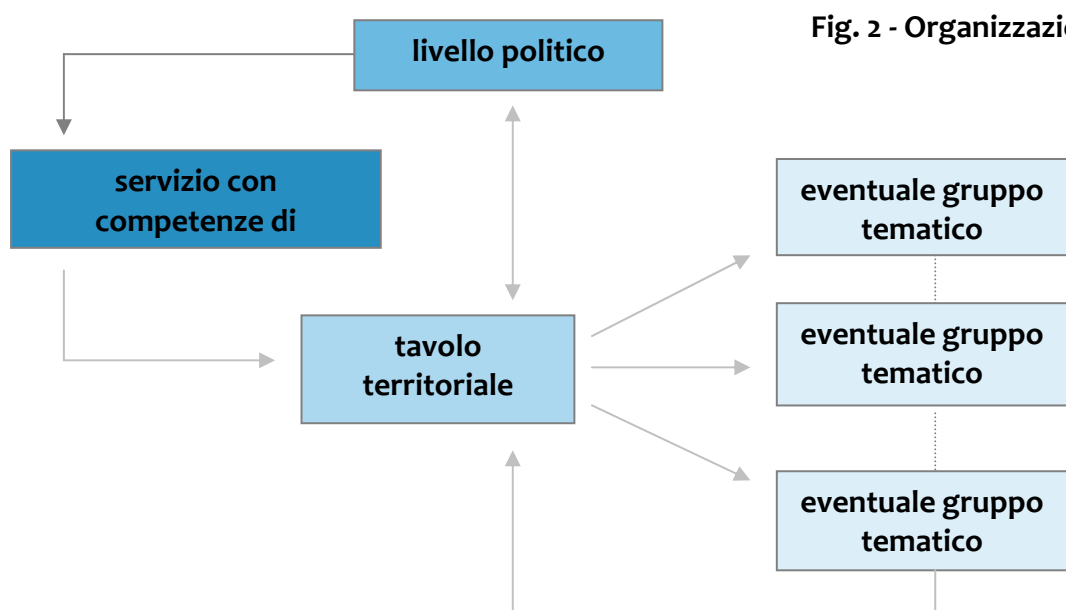 Fig. 2 - Organizzazio
livello politico
servizio con
competenze di
eventuale gruppo
tematico
tavolo
territoriale
eventuale gruppo
tematico
eventuale gruppo
tematico